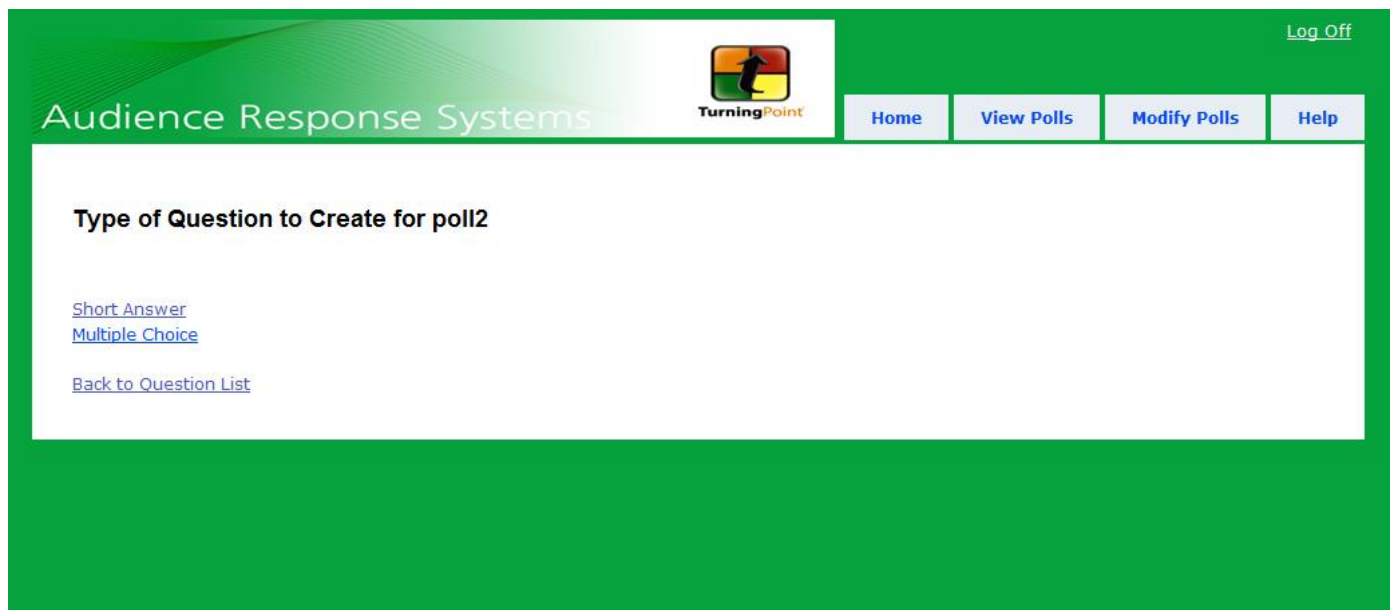 Log Off
Audience Response Systems
TurningPoint
Home View Polls Modify Polls Help
Type of Question to Create for poll2
Short Answer
Multiple Choice
Back to Question List